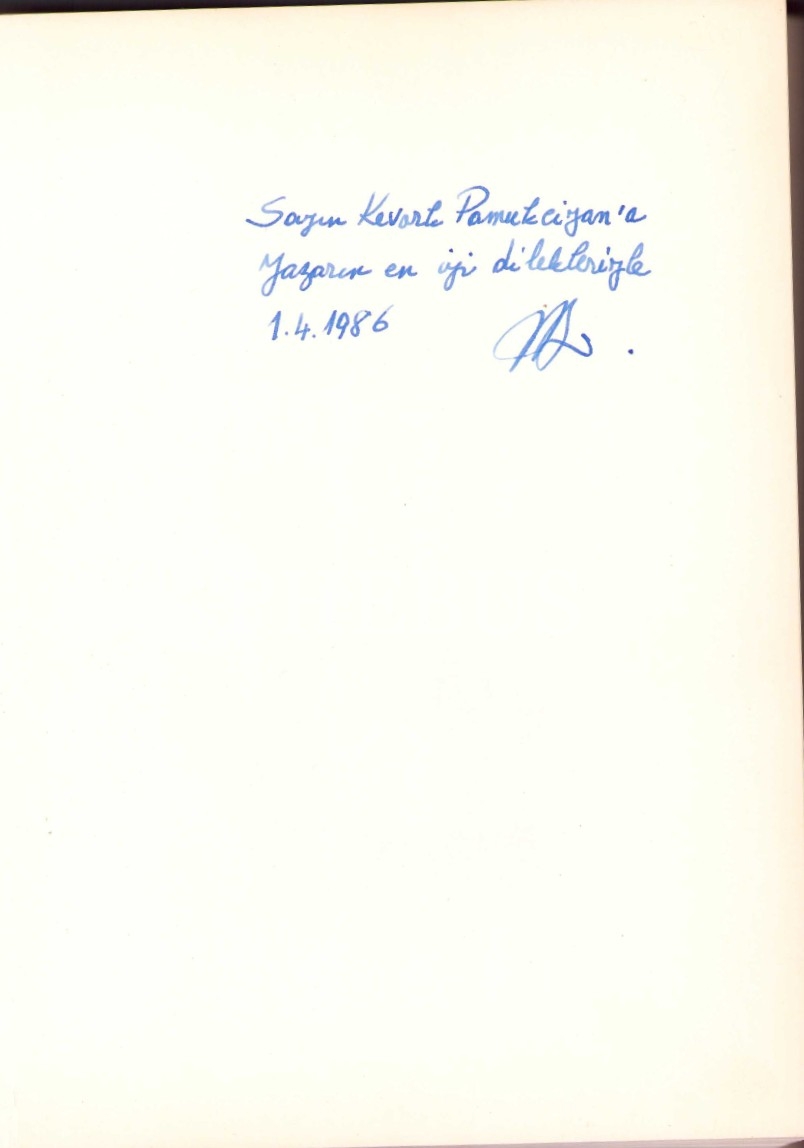 Sayın Kevork Pamukciyan'a
Yazarın en iyi dilekleriyle
1.4.1986